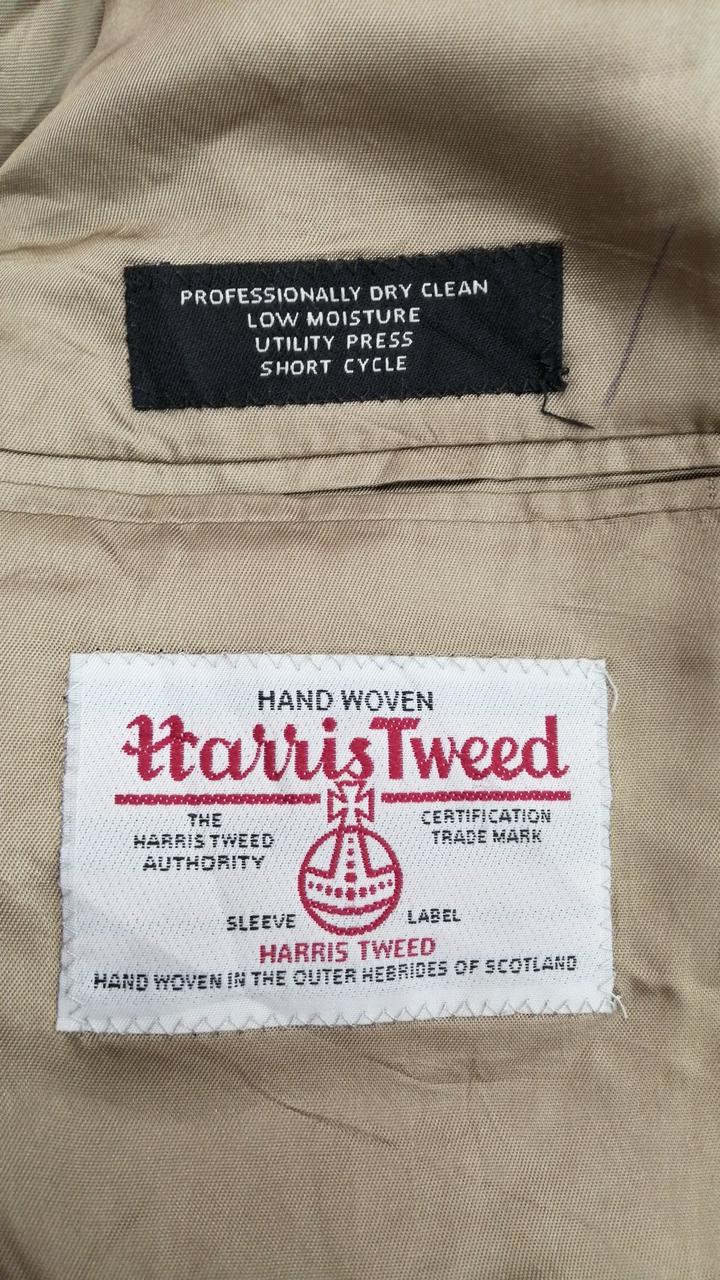 PROFESSIONALLY DRY CLEAN
LOW MOISTURE
UTILITY PRESS
SHORT CYCLE
HAND WOVEN
Harris Tweed
THE
HARRIS TWEED
AUTHORITY
CERTIFICATION
TRADE MARK
SLEEVE LABEL
HARRIS TWEED
HAND WOVEN IN THE OUTER HEBRIDES OF SCOTLAND